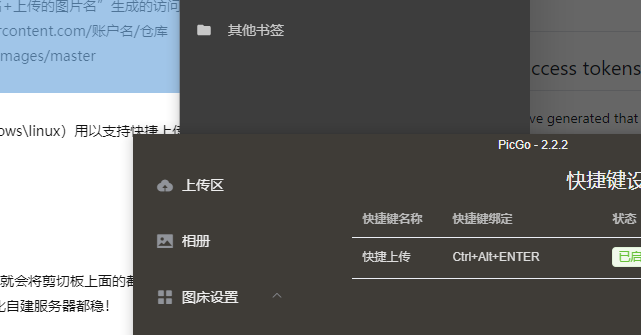 名+上传的图片名”生成的访问
rcontent.com/账户名/仓库
mages/master
其他书签
ccess tokens
ve generated that
ows\linux）用以支持快捷上传
PicGo - 2.2.2
快捷键设
上传区
快捷键名称 快捷键绑定 状态
相册
快捷上传 Ctrl+Alt+ENTER 已启
就会将剪切板上面的截
图床设置
化自建服务器都稳！